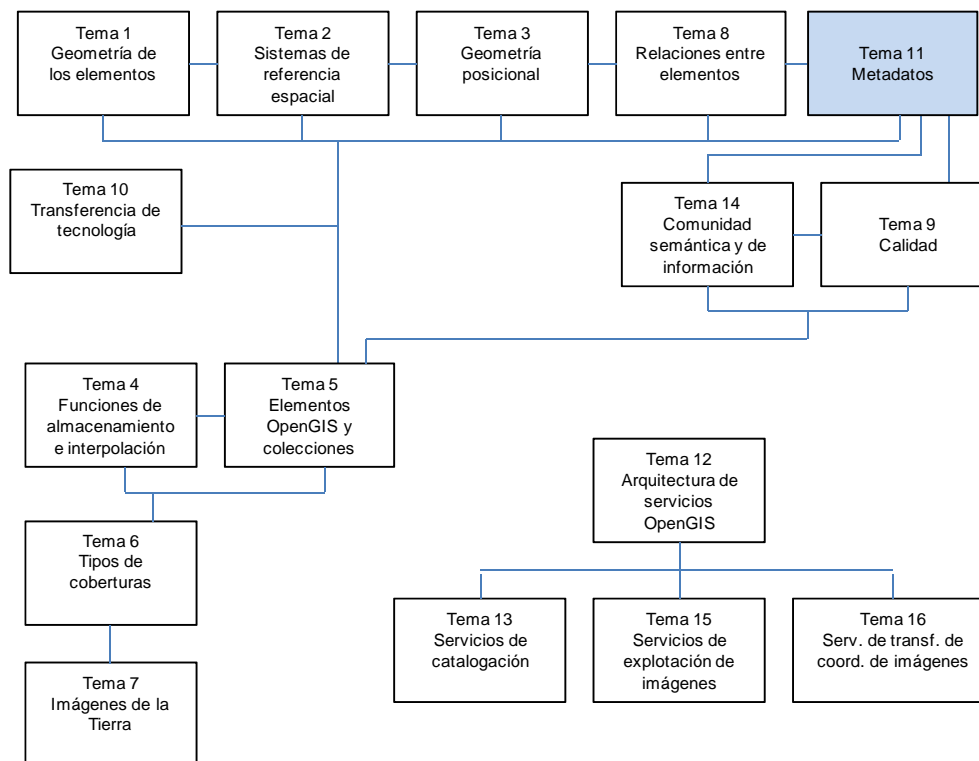 Tema 1
Geometría de
los elementos
Tema 2
Sistemas de
referencia
espacial
Tema 3
Geometría
posicional
Tema 8
Relaciones entre
elementos
Tema 11
Metadatos
Tema 10
Transferencia de
tecnología
Tema 14
Comunidad
semántica y de
información
Tema 9
Calidad
Tema 4
Funciones de
almacenamiento
e interpolación
Tema 5
Elementos
OpenGIS y
colecciones
Tema 12
Arquitectura de
servicios
OpenGIS
Tema 6
Tipos de
coberturas
Tema 13
Servicios de
catalogación
Tema 15
Servicios de
explotación de
imágenes
Tema 16
Serv. de transf. de
coord. de imágenes
Tema 7
Imágenes de la
Tierra